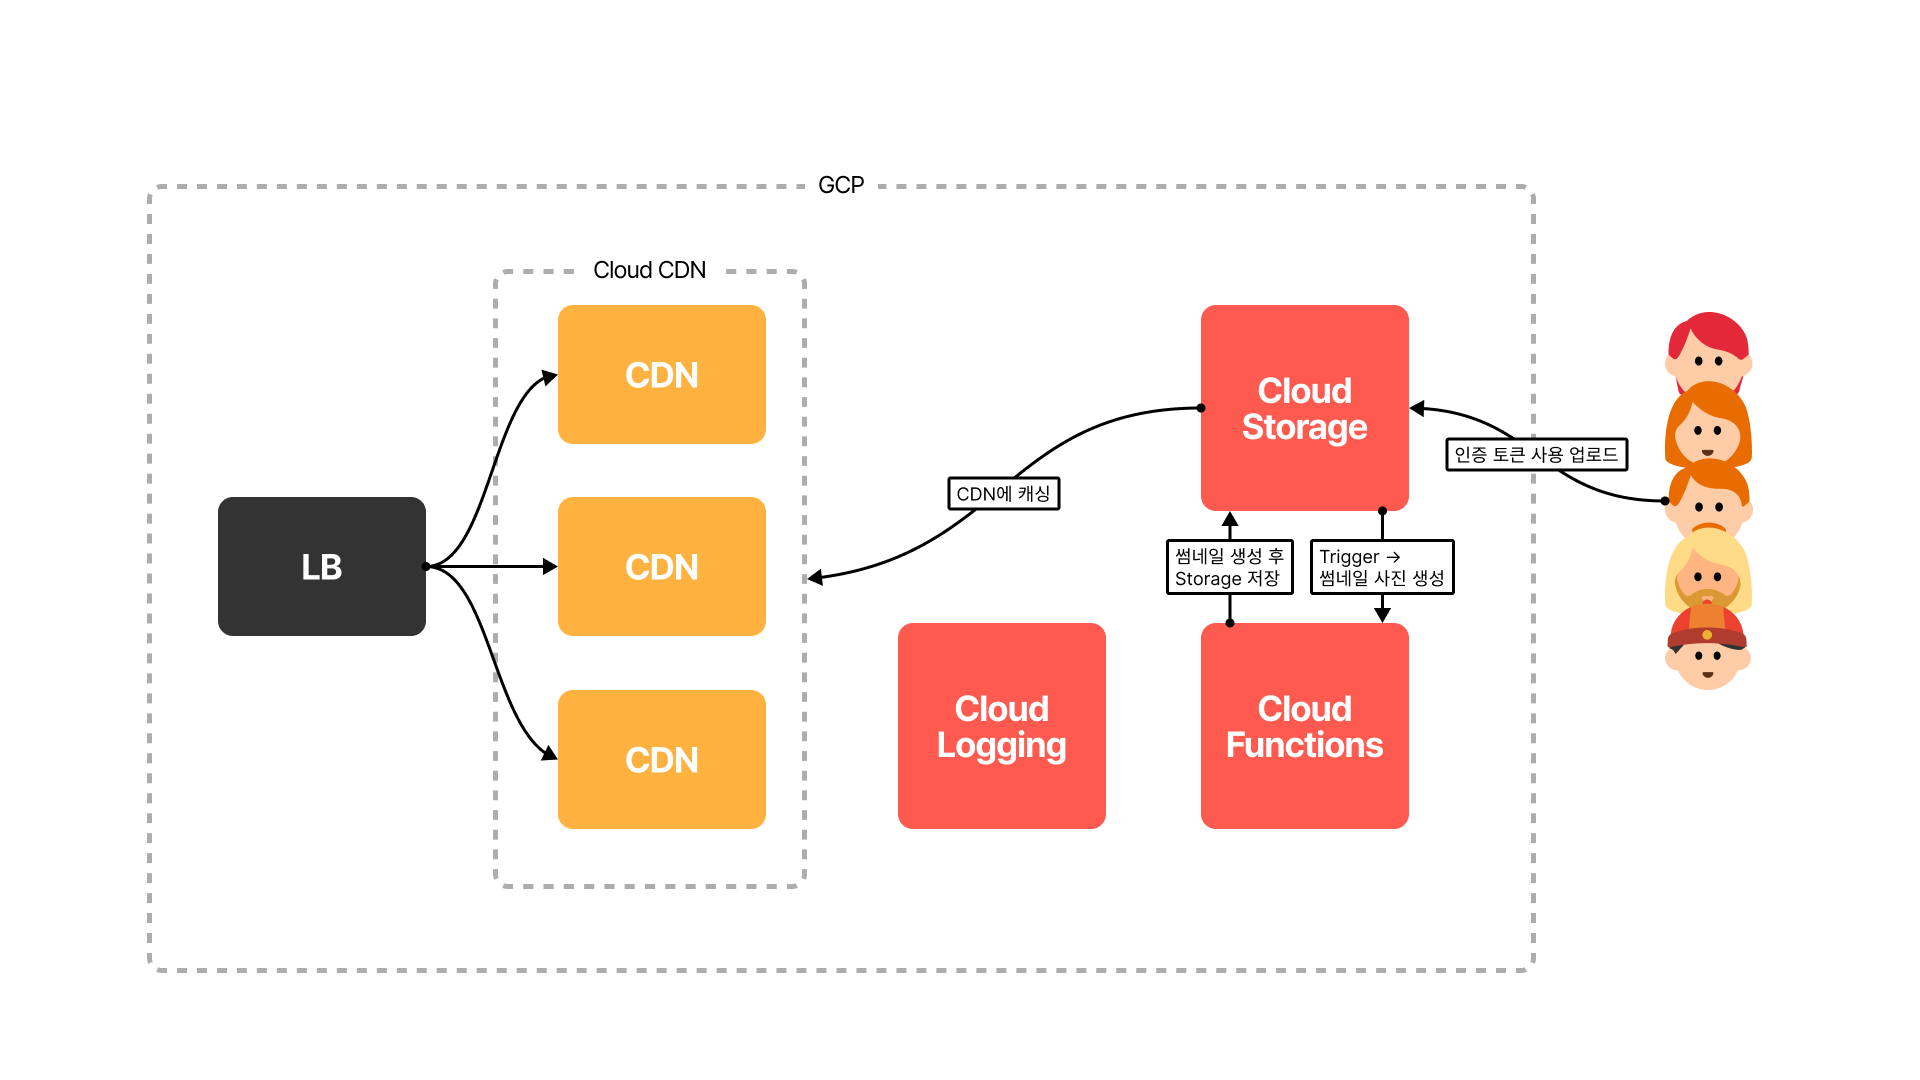 GCP
Cloud CDN
CDN
LB
CDN
CDN
CDN에 캐싱
Cloud
Storage
인증 토큰 사용 업로드
썸네일 생성 후
Storage 저장
Trigger →
썸네일 사진 생성
Cloud
Logging
Cloud
Functions